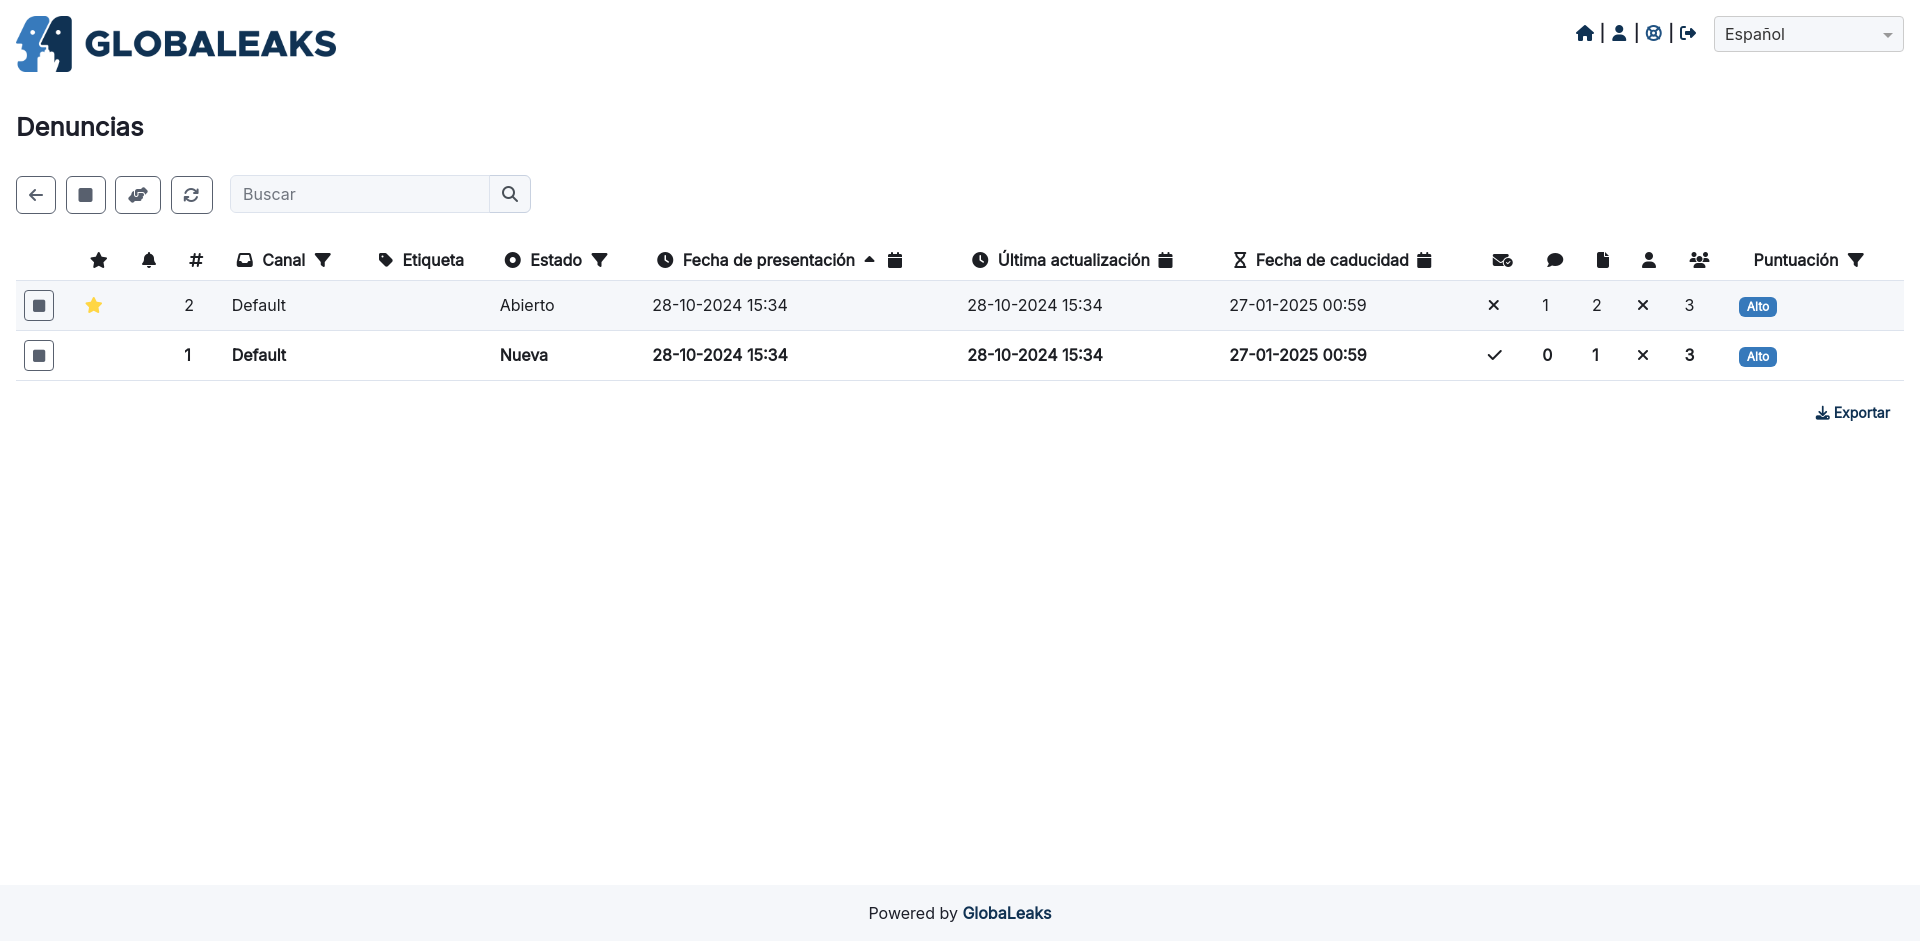 GLOBALEAKS
| | | Español
Denuncias
Buscar
# Canal Etiqueta Estado Fecha de presentación Última actualización Fecha de caducidad Puntuación
2 Default Abierto 28-10-2024 15:34 28-10-2024 15:34 27-01-2025 00:59 1 2 3 Alto
1 Default Nueva 28-10-2024 15:34 28-10-2024 15:34 27-01-2025 00:59 0 1 3 Alto
Exportar
Powered by GlobaLeaks